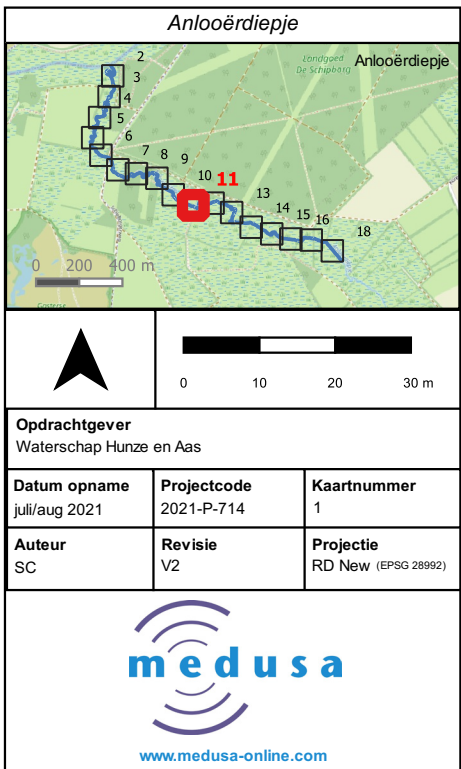 Anlooërdiepje
Landgoed
De Schipborg
Anlooërdiepje
2
3
4
5
6
7
8
9
10
11
13
14
15
16
18
0 200 400 m
0 10 20 30 m
Opdrachtgever
Waterschap Hunze en Aas
Datum opname
juli/aug 2021
Projectcode
2021-P-714
Kaartnummer
1
Auteur
SC
Revisie
V2
Projectie
RD New (EPSG 28992)
medusa
www.medusa-online.com